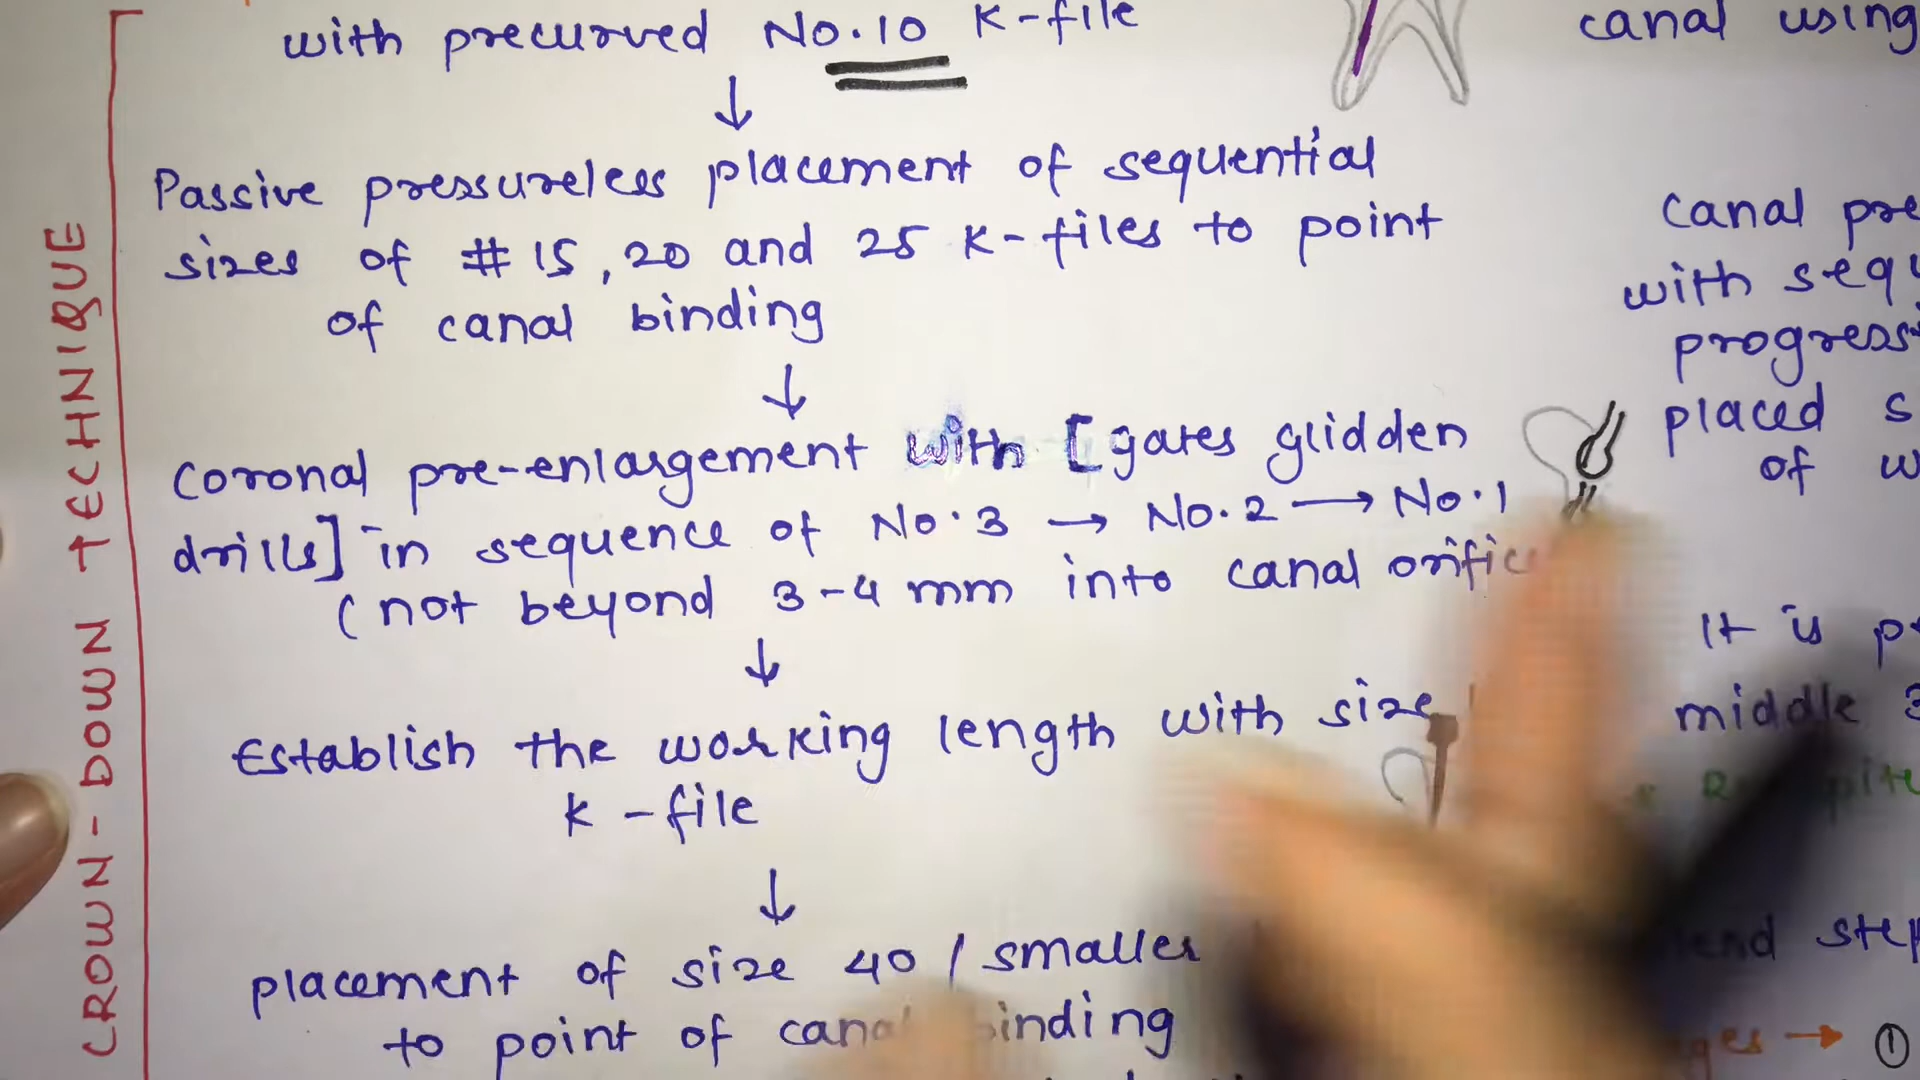 CROWN-DOWN TECHNIQUE
with precurved No.10 K-file
↓
Passive pressureless placement of sequential
sizes of #15, 20 and 25 K-files to point
of canal binding
↓
Coronal pre-enlargement with [gates glidden
drills] in sequence of No.3 → No.2 → No.1
(not beyond 3-4 mm into canal
↓
Establish the working length with size
K-file
↓
placement of size 40 / smaller
to point of canal binding
canal using
canal
with
placed
of
It is
middle
→ ①